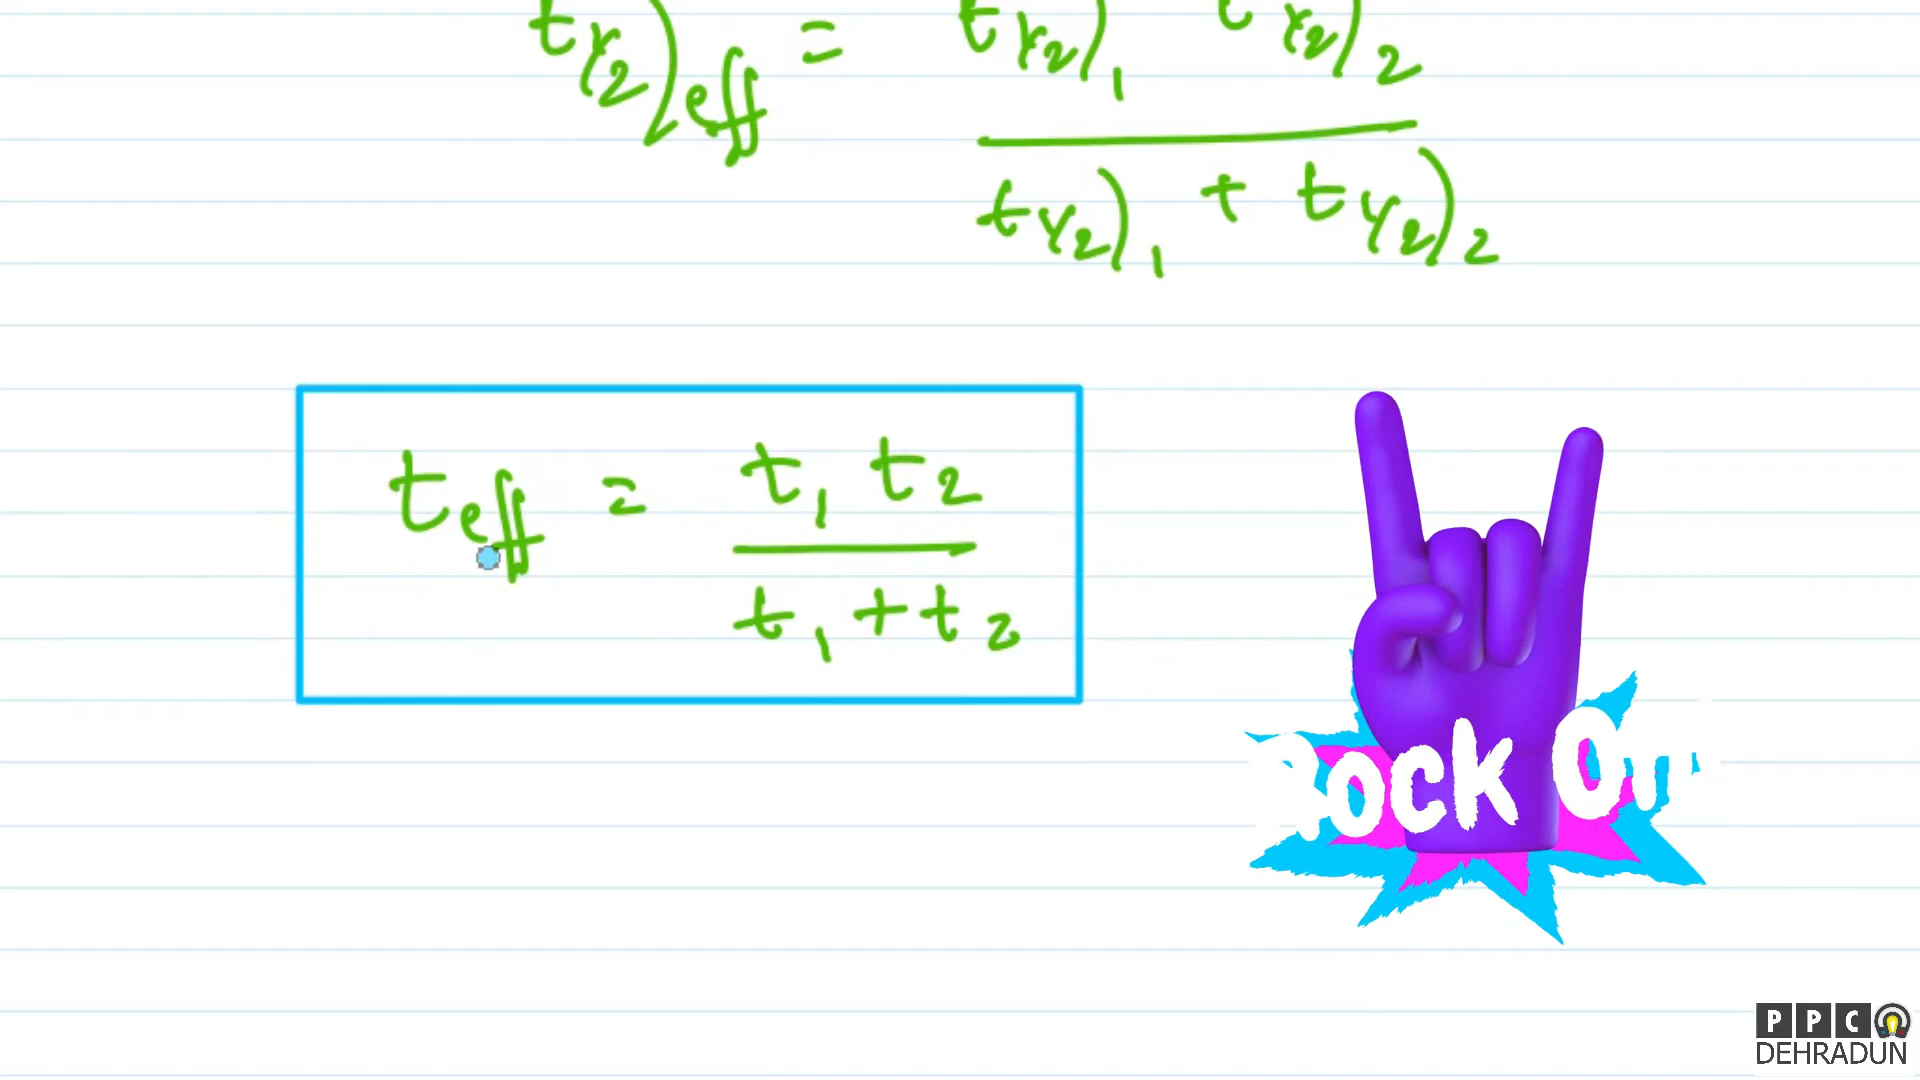 t½)eff = t½)₁ t½)₂
t½)₁ + t½)₂
teff = t₁ t₂
t₁ + t₂
Rock On
PPC
DEHRADUN